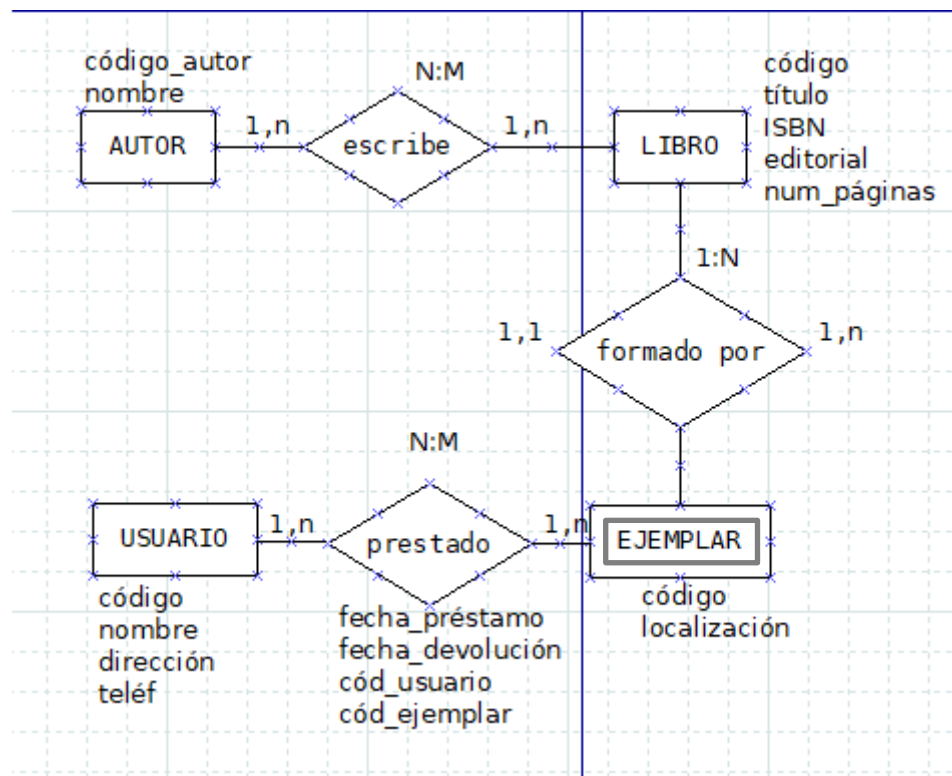 código_autor
nombre
AUTOR
1,n
N:M
escribe
1,n
LIBRO
código
título
ISBN
editorial
num_páginas
1:N
1,1
formado por
1,n
N:M
USUARIO
1,n
prestado
1,n
EJEMPLAR
código
nombre
dirección
teléf
fecha_préstamo
fecha_devolución
cód_usuario
cód_ejemplar
código
localización